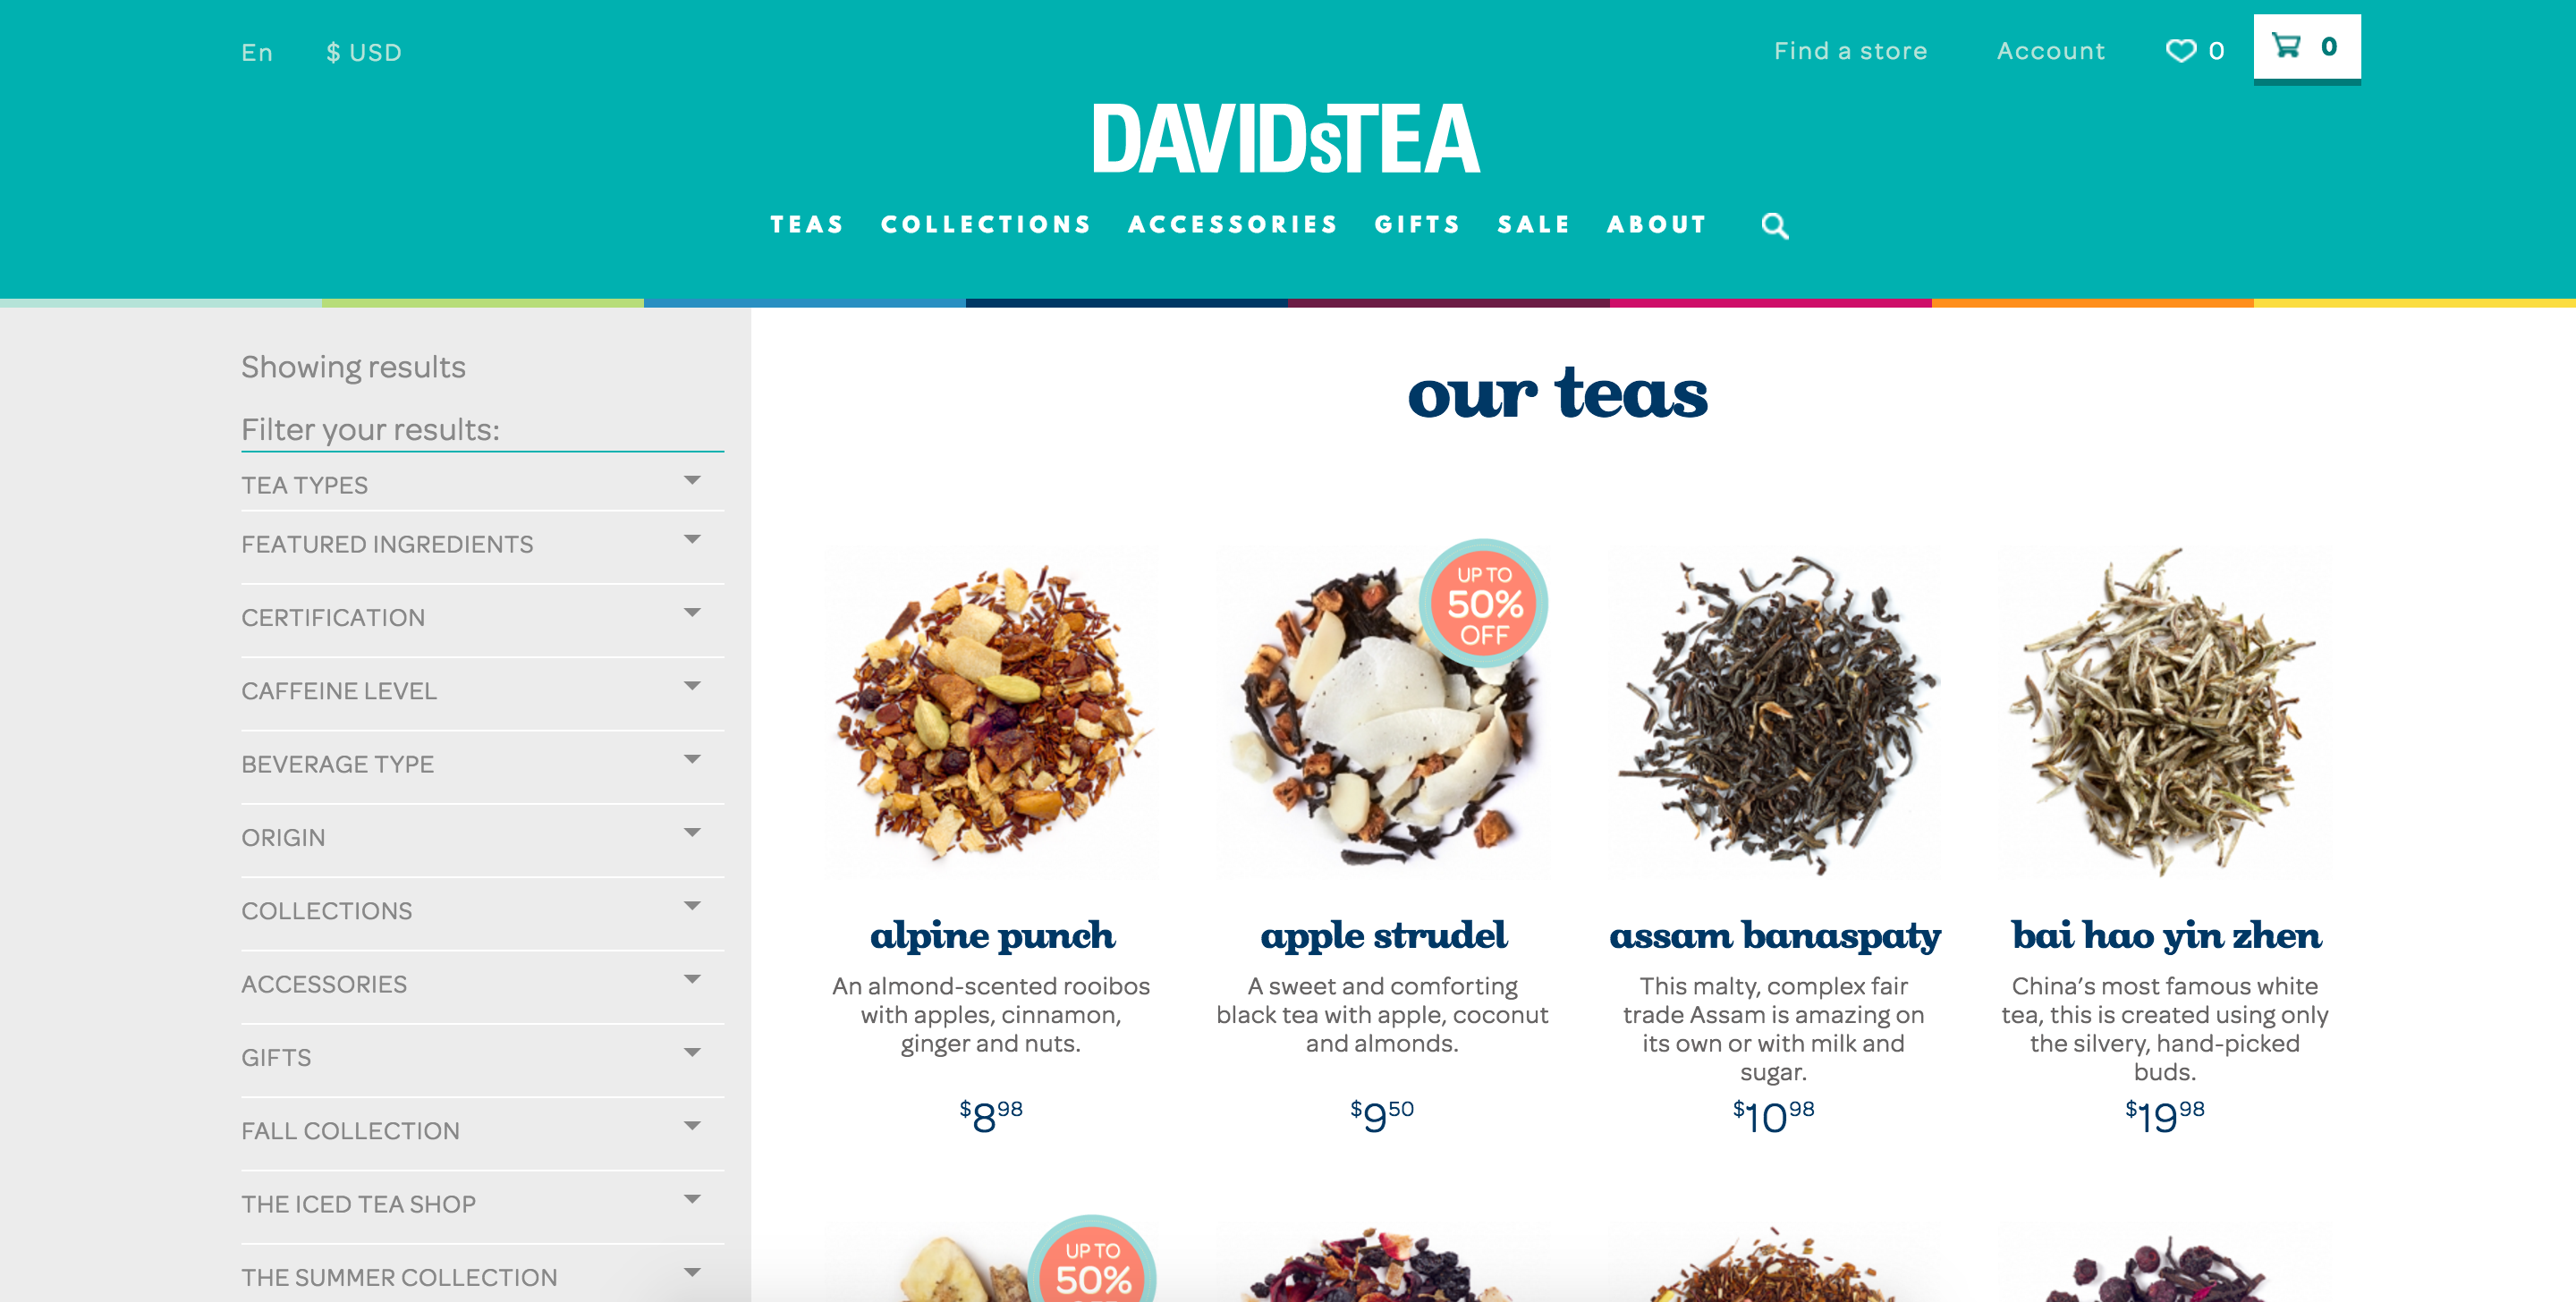 En $ USD Find a store Account 0 0
DAVIDsTEA
TEAS COLLECTIONS ACCESSORIES GIFTS SALE ABOUT
Showing results
Filter your results:
TEA TYPES
FEATURED INGREDIENTS
CERTIFICATION
CAFFEINE LEVEL
BEVERAGE TYPE
ORIGIN
COLLECTIONS
ACCESSORIES
GIFTS
FALL COLLECTION
THE ICED TEA SHOP
THE SUMMER COLLECTION
our teas
alpine punch
An almond-scented rooibos
with apples, cinnamon,
ginger and nuts.
$8 98
UP TO
50%
OFF
apple strudel
A sweet and comforting
black tea with apple, coconut
and almonds.
$9 50
assam banaspaty
This malty, complex fair
trade Assam is amazing on
its own or with milk and
sugar.
$10 98
bai hao yin zhen
China's most famous white
tea, this is created using only
the silvery, hand-picked
buds.
$19 98
UP TO
50%